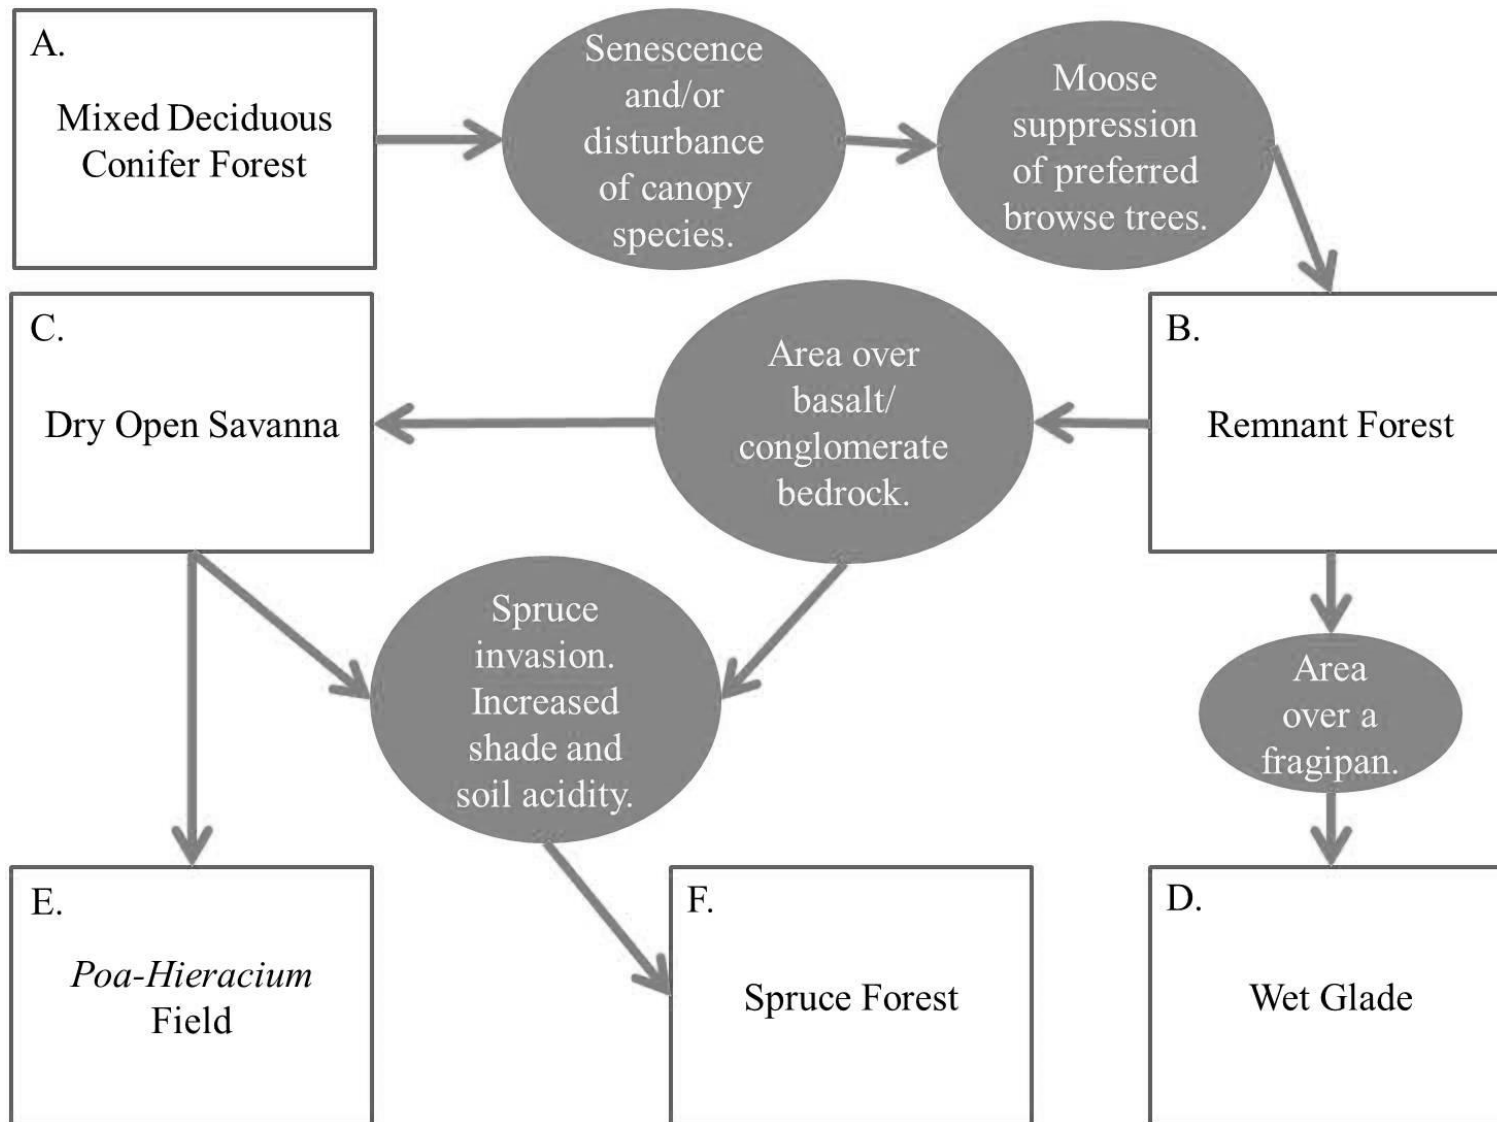 A.
Mixed Deciduous
Conifer Forest
Senescence
and/or
disturbance
of canopy
species.
Moose
suppression
of preferred
browse trees.
B.
Remnant Forest
Area over
basalt/
conglomerate
bedrock.
C.
Dry Open Savanna
Spruce
invasion.
Increased
shade and
soil acidity.
Area
over a
fragipan.
E.
Poa-Hieracium
Field
F.
Spruce Forest
D.
Wet Glade